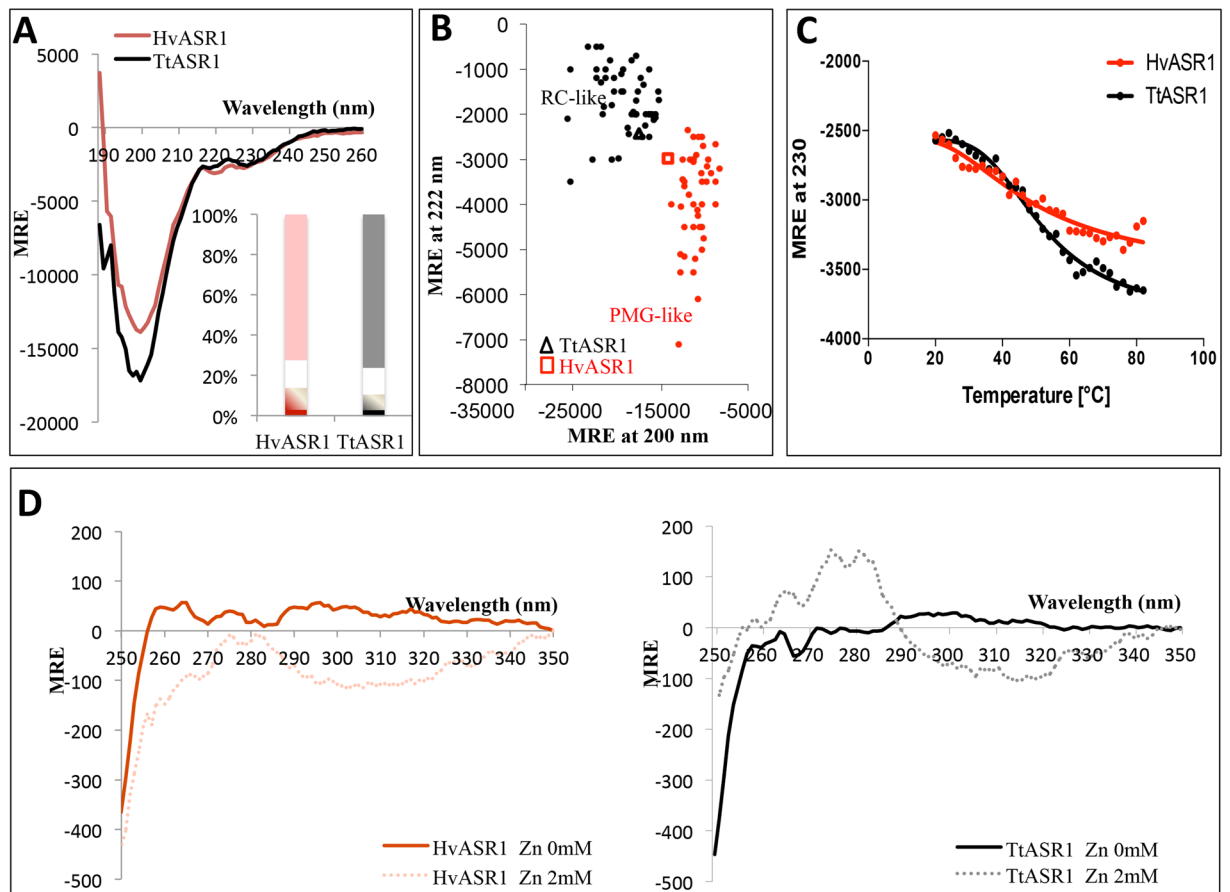 A
HvASR1
TtASR1
Wavelength (nm)
5000
0
-5000
-10000
-15000
-20000
MRE
190 200 210 220 230 240 250 260
100%
80%
60%
40%
20%
0%
HvASR1 TtASR1
B
0
-1000
-2000
-3000
-4000
-5000
-6000
-7000
-8000
MRE at 222 nm
RC-like
PMG-like
TtASR1
HvASR1
-35000 -25000 -15000 -5000
MRE at 200 nm
C
HvASR1
TtASR1
-2000
-2500
-3000
-3500
-4000
MRE at 230
0 20 40 60 80 100
Temperature [°C]
D
200
100
0
-100
-200
-300
-400
-500
MRE
Wavelength (nm)
250 260 270 280 290 300 310 320 330 340 350
HvASR1 Zn 0mM
HvASR1 Zn 2mM
200
100
0
-100
-200
-300
-400
-500
MRE
Wavelength (nm)
250 260 270 280 290 300 310 320 330 340 350
TtASR1 Zn 0mM
TtASR1 Zn 2mM